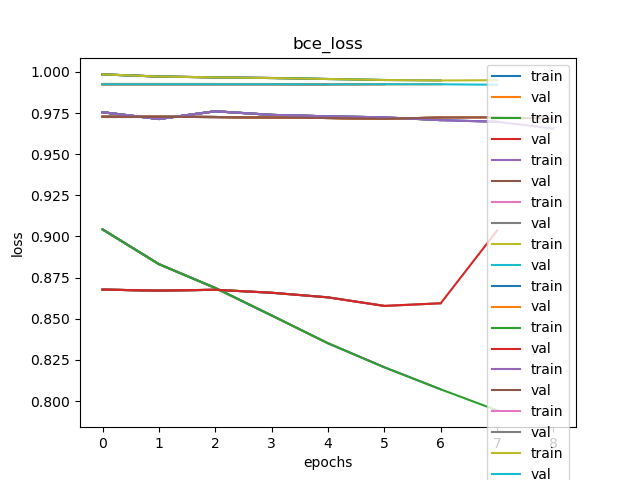 bce_loss
loss
1.000
0.975
0.950
0.925
0.900
0.875
0.850
0.825
0.800
0 1 2 3 4 5 6 7 8
epochs
train
val
train
val
train
val
train
val
train
val
train
val
train
val
train
val
train
val
train
val